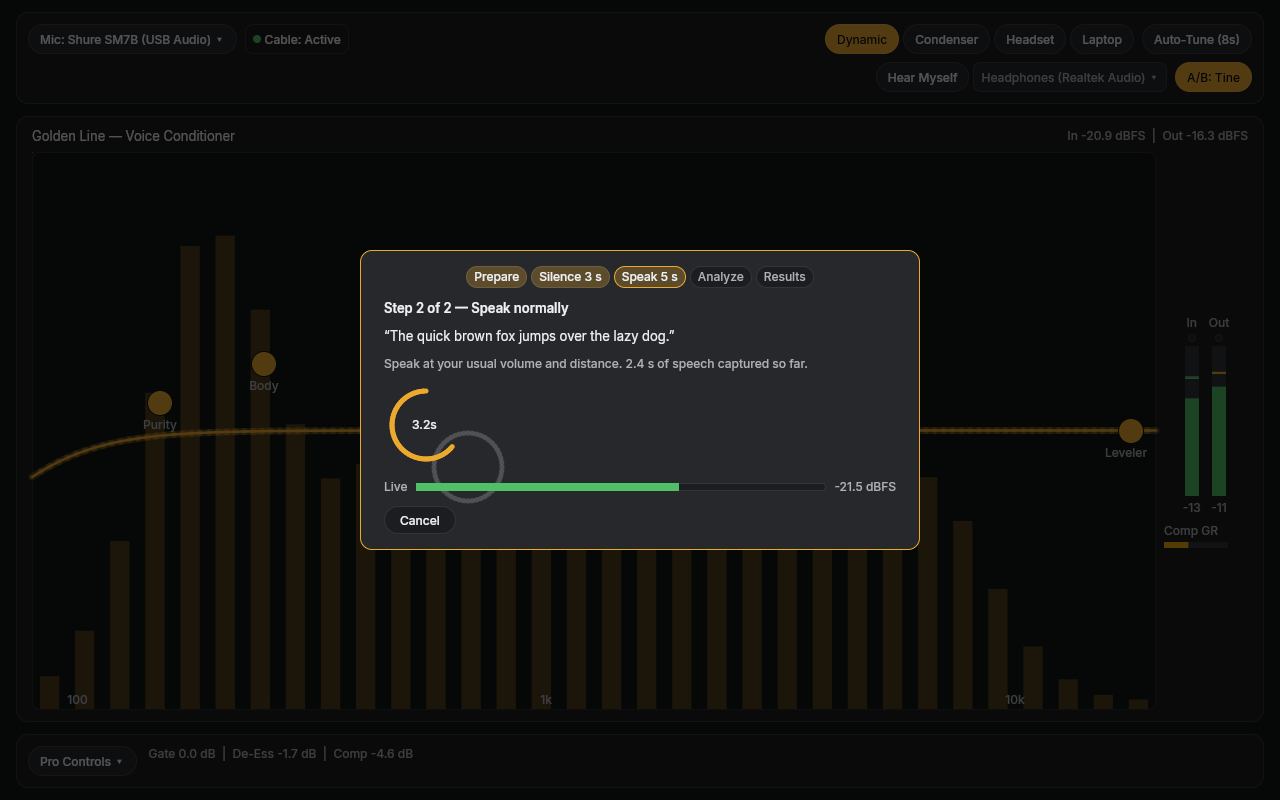 Mic: Shure SM7B (USB Audio) ▾
Cable: Active
Dynamic
Condenser
Headset
Laptop
Auto-Tune (8s)
Hear Myself
Headphones (Realtek Audio) ▾
A/B: Tine
Golden Line — Voice Conditioner
In -20.9 dBFS | Out -16.3 dBFS
Prepare
Silence 3 s
Speak 5 s
Analyze
Results
Step 2 of 2 — Speak normally
“The quick brown fox jumps over the lazy dog.”
Speak at your usual volume and distance. 2.4 s of speech captured so far.
3.2s
Live
-21.5 dBFS
Cancel
Body
Purity
Leveler
In
Out
-13
-11
Comp GR
100
1k
10k
Pro Controls ▾
Gate 0.0 dB | De-Ess -1.7 dB | Comp -4.6 dB